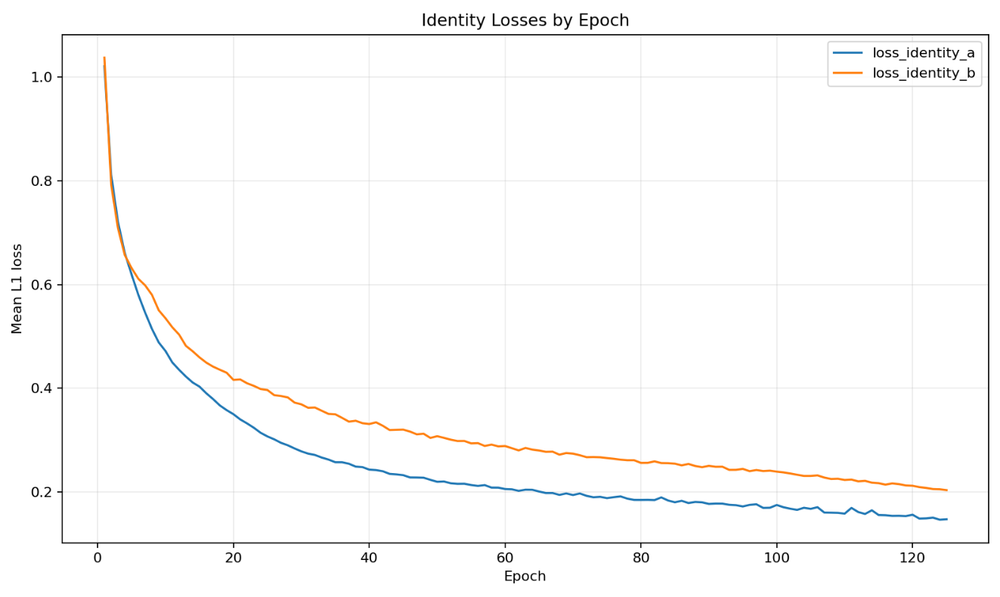 Identity Losses by Epoch
loss_identity_a
loss_identity_b
Mean L1 loss
1.0
0.8
0.6
0.4
0.2
0 20 40 60 80 100 120
Epoch